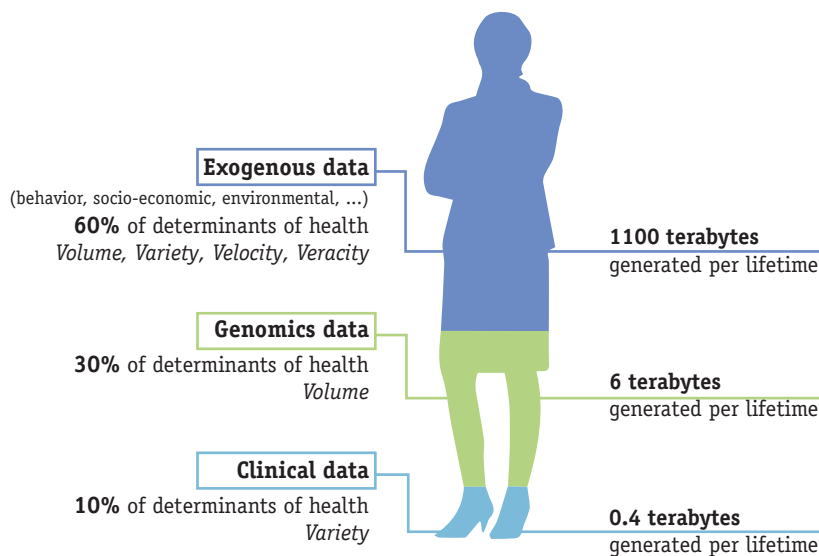 Exogenous data
(behavior, socio-economic, environmental, ...)
60% of determinants of health
Volume, Variety, Velocity, Veracity
1100 terabytes
generated per lifetime
Genomics data
30% of determinants of health
Volume
6 terabytes
generated per lifetime
Clinical data
10% of determinants of health
Variety
0.4 terabytes
generated per lifetime